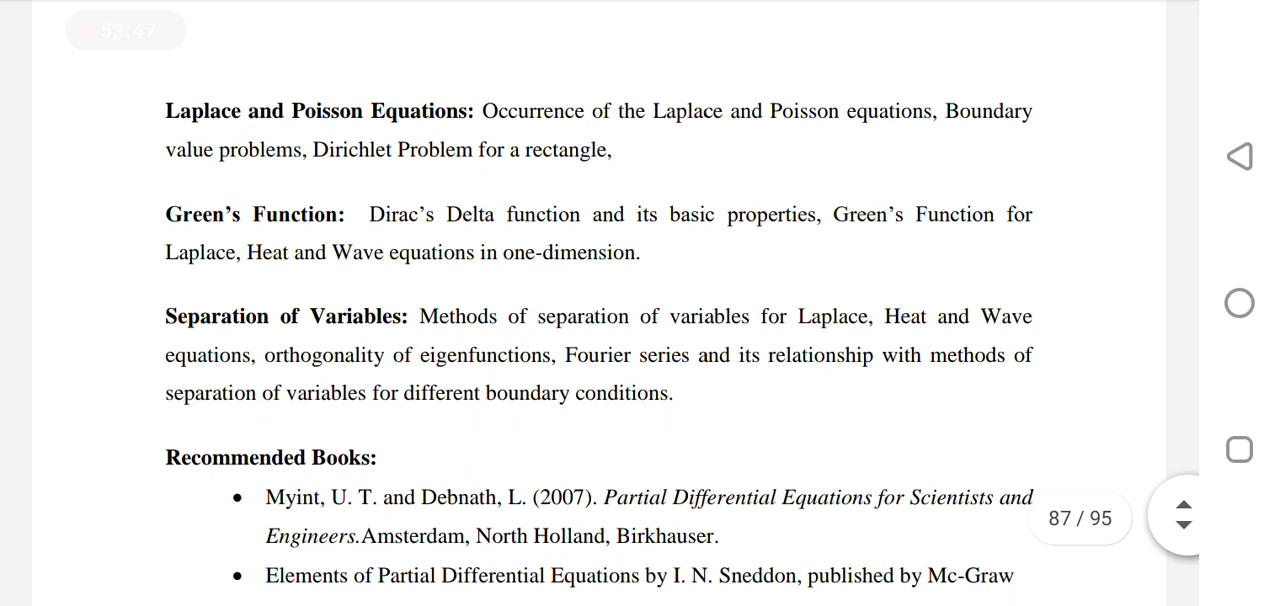 53:47
Laplace and Poisson Equations: Occurrence of the Laplace and Poisson equations, Boundary
value problems, Dirichlet Problem for a rectangle,
Green’s Function: Dirac’s Delta function and its basic properties, Green’s Function for
Laplace, Heat and Wave equations in one-dimension.
Separation of Variables: Methods of separation of variables for Laplace, Heat and Wave
equations, orthogonality of eigenfunctions, Fourier series and its relationship with methods of
separation of variables for different boundary conditions.
Recommended Books:
• Myint, U. T. and Debnath, L. (2007). Partial Differential Equations for Scientists and
Engineers.Amsterdam, North Holland, Birkhauser.
87 / 95
• Elements of Partial Differential Equations by I. N. Sneddon, published by Mc-Graw